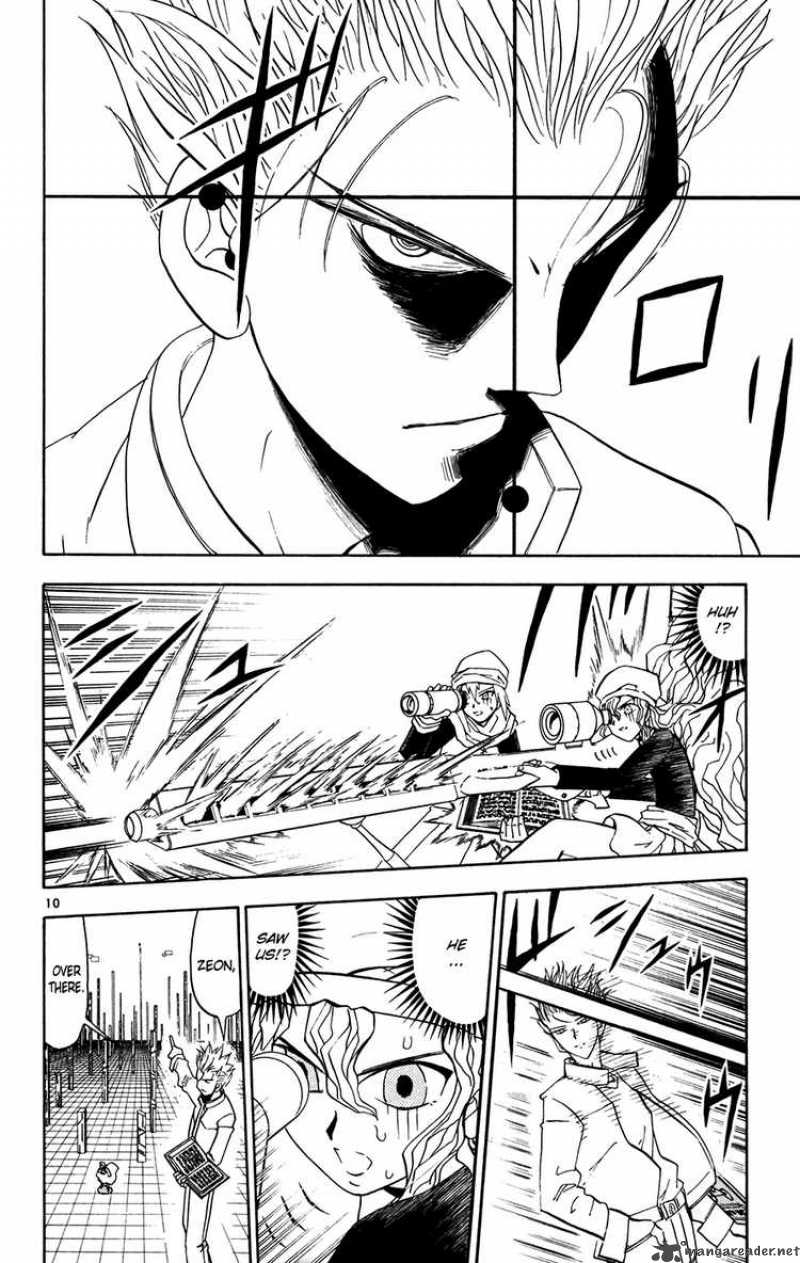 HUH
!?
HE
...
SAW
US!?
ZEON,
OVER
THERE.
10
mangareader.net